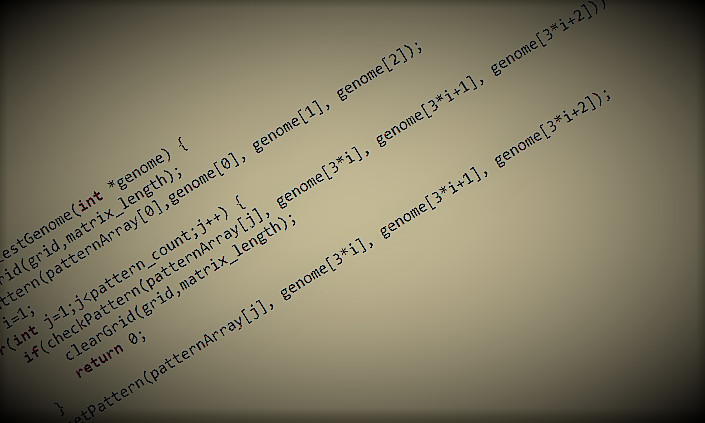 testGenome(int *genome) {
rid(grid,matrix_length);
ttern(patternArray[0],genome[0], genome[1], genome[2]);
i=1;
r(int j=1;j<pattern_count;j++) {
if(checkPattern(patternArray[j], genome[3*i], genome[3*i+1], genome[3*i+2]))
clearGrid(grid,matrix_length);
return 0;
}
etPattern(patternArray[j], genome[3*i], genome[3*i+1], genome[3*i+2]);